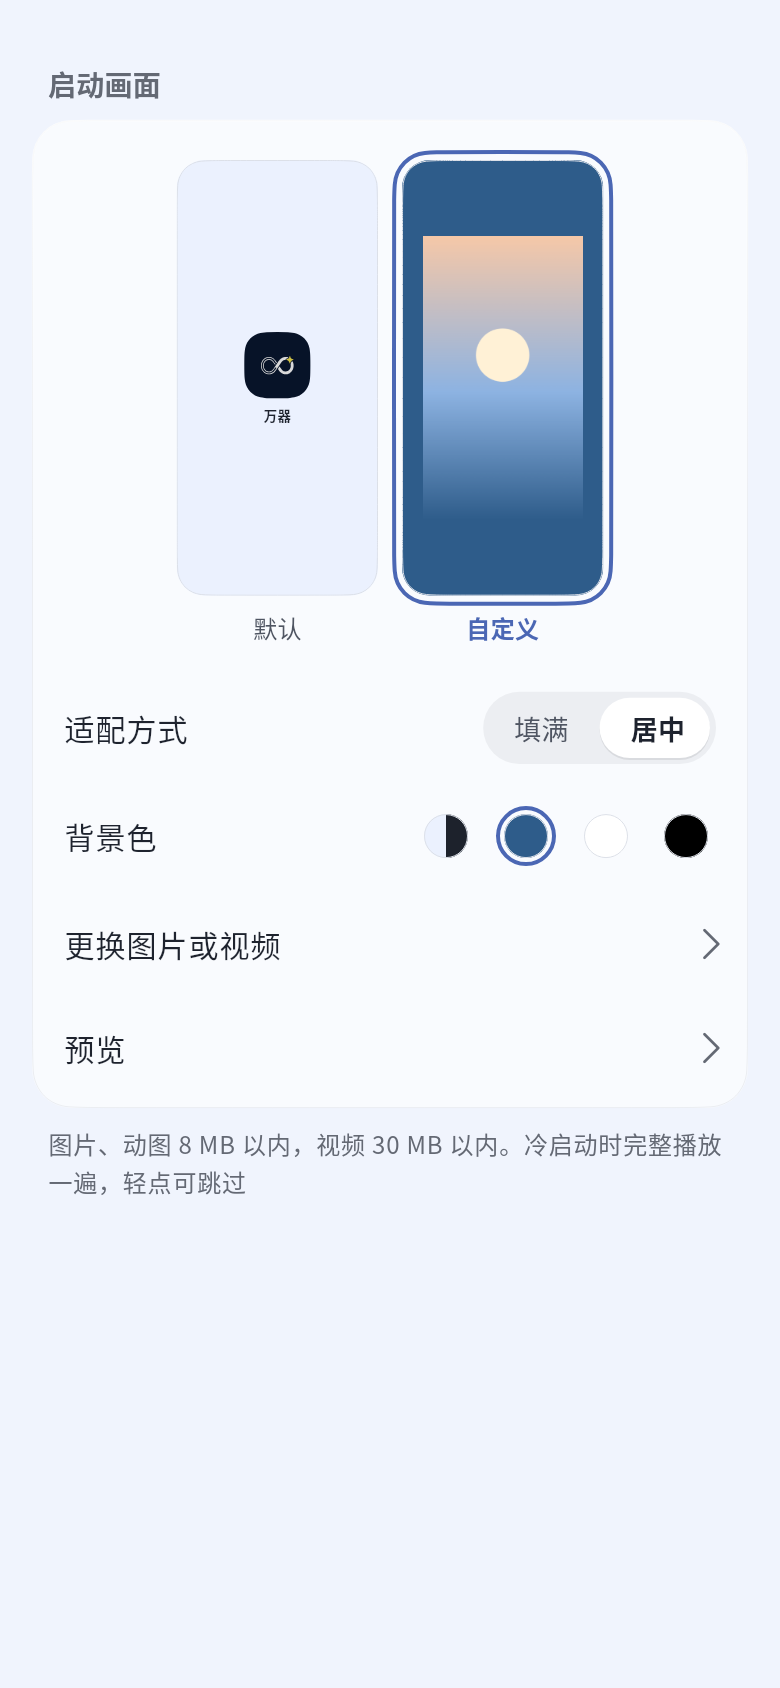 启动画面
万器
默认
自定义
适配方式
填满
居中
背景色
更换图片或视频
预览
图片、动图 8 MB 以内，视频 30 MB 以内。冷启动时完整播放
一遍，轻点可跳过